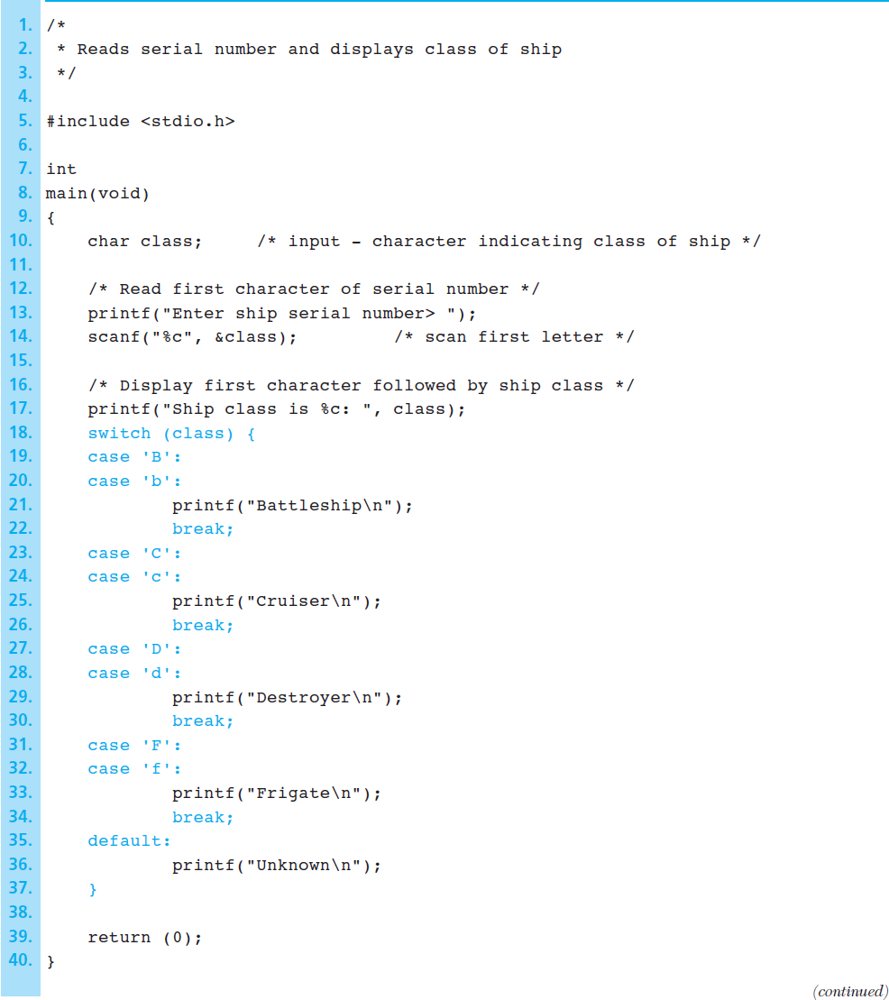 1. /*
2.  * Reads serial number and displays class of ship
3.  */
4.
5. #include <stdio.h>
6.
7. int
8. main(void)
9. {
10.     char class;     /* input - character indicating class of ship */
11.
12.     /* Read first character of serial number */
13.     printf("Enter ship serial number> ");
14.     scanf("%c", &class);         /* scan first letter */
15.
16.     /* Display first character followed by ship class */
17.     printf("Ship class is %c: ", class);
18.     switch (class) {
19.     case 'B':
20.     case 'b':
21.             printf("Battleship\n");
22.             break;
23.     case 'C':
24.     case 'c':
25.             printf("Cruiser\n");
26.             break;
27.     case 'D':
28.     case 'd':
29.             printf("Destroyer\n");
30.             break;
31.     case 'F':
32.     case 'f':
33.             printf("Frigate\n");
34.             break;
35.     default:
36.             printf("Unknown\n");
37.     }
38.
39.     return (0);
40. }
(continued)